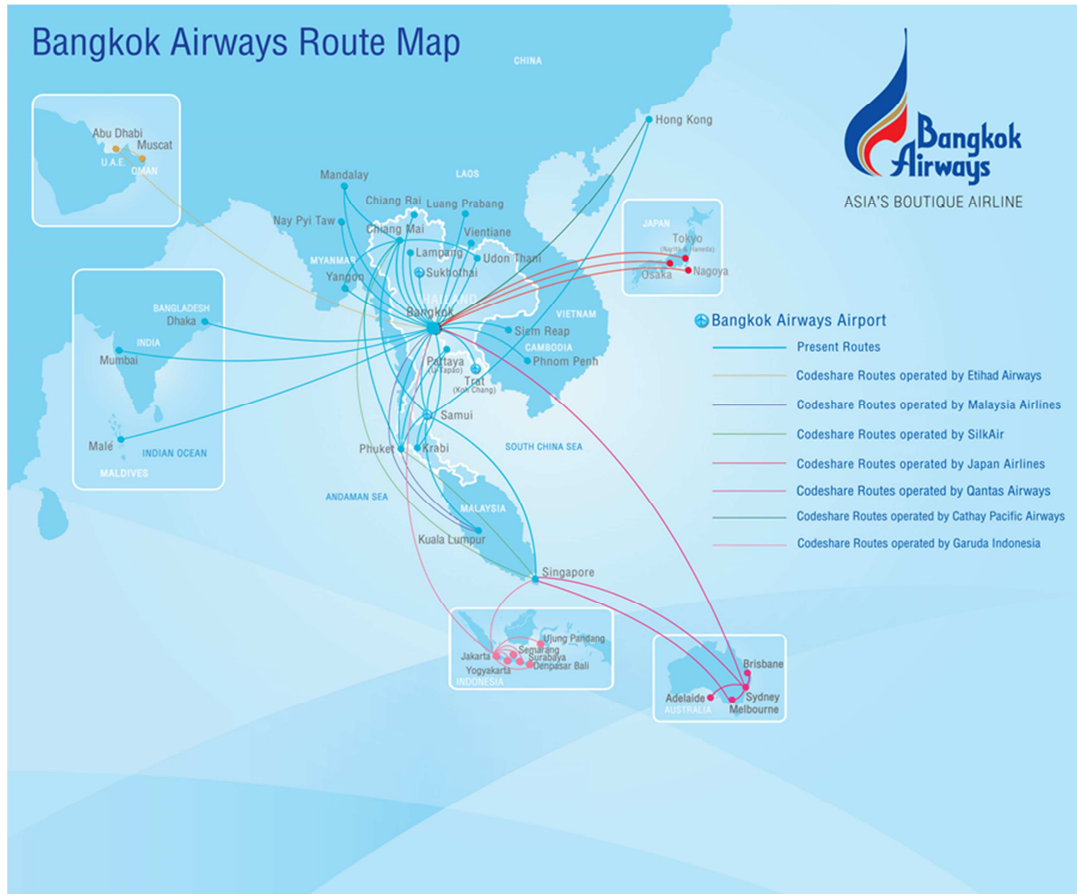 Bangkok Airways Route Map
CHINA
Bangkok
Airways
ASIA'S BOUTIQUE AIRLINE
Abu Dhabi
Muscat
U.A.E.
OMAN
Hong Kong
Mandalay
LAOS
Chiang Rai
Luang Prabang
Nay Pyi Taw
Chiang Mai
Vientiane
Lampang
Udon Thani
MYANMAR
Sukhothai
Yangon
THAILAND
Bangkok
JAPAN
Tokyo
(Narita & Haneda)
Osaka
Nagoya
BANGLADESH
Dhaka
INDIA
Mumbai
Malé
INDIAN OCEAN
MALDIVES
VIETNAM
Siem Reap
CAMBODIA
Phnom Penh
Pattaya
(U-Tapao)
Trat
(Koh Chang)
Samui
Phuket
Krabi
SOUTH CHINA SEA
ANDAMAN SEA
MALAYSIA
Kuala Lumpur
Singapore
Bangkok Airways Airport
Present Routes
Codeshare Routes operated by Etihad Airways
Codeshare Routes operated by Malaysia Airlines
Codeshare Routes operated by SilkAir
Codeshare Routes operated by Japan Airlines
Codeshare Routes operated by Qantas Airways
Codeshare Routes operated by Cathay Pacific Airways
Codeshare Routes operated by Garuda Indonesia
Ujung Pandang
Semarang
Jakarta
Surabaya
Yogyakarta
Denpasar Bali
INDONESIA
Brisbane
Adelaide
Sydney
AUSTRALIA
Melbourne